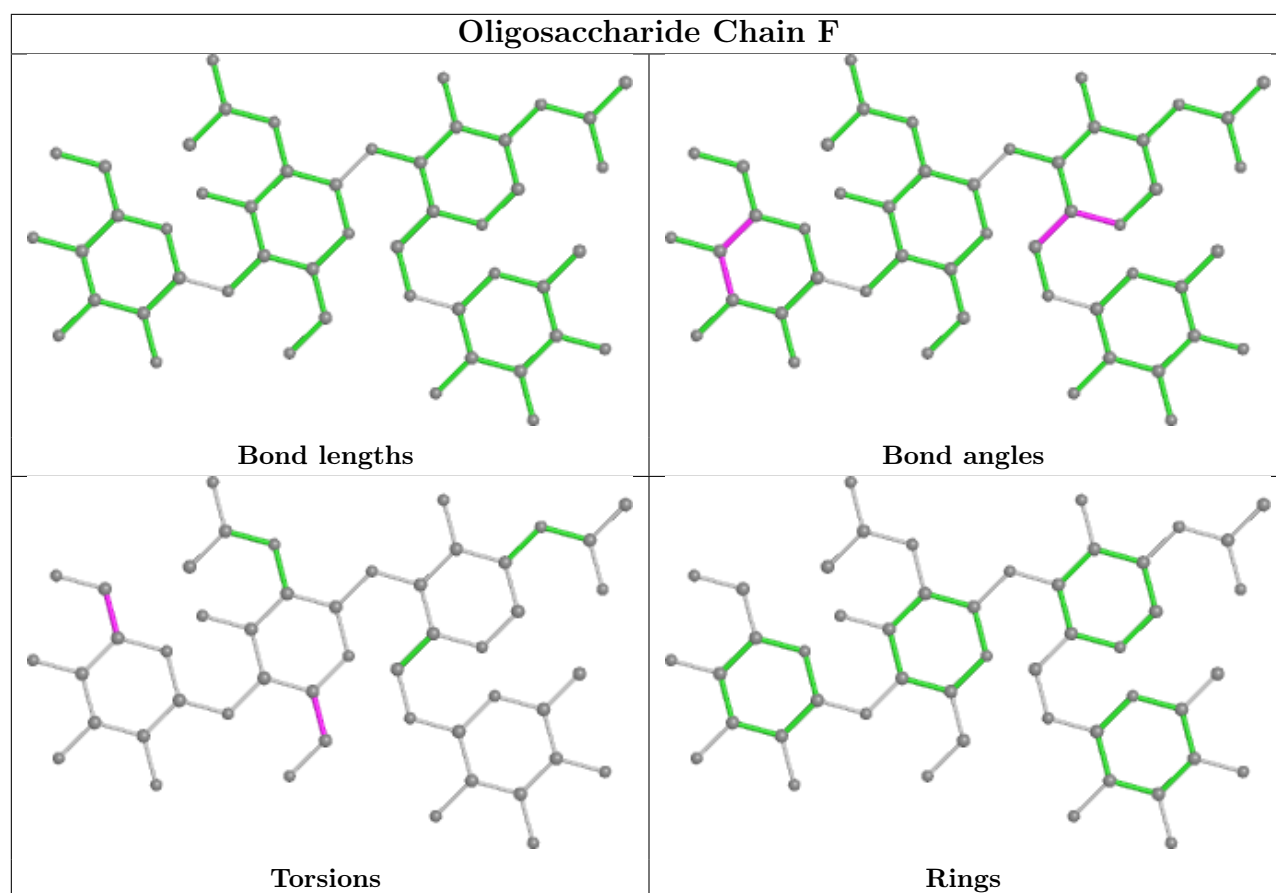 Oligosaccharide Chain F
Bond lengths
Bond angles
Torsions
Rings